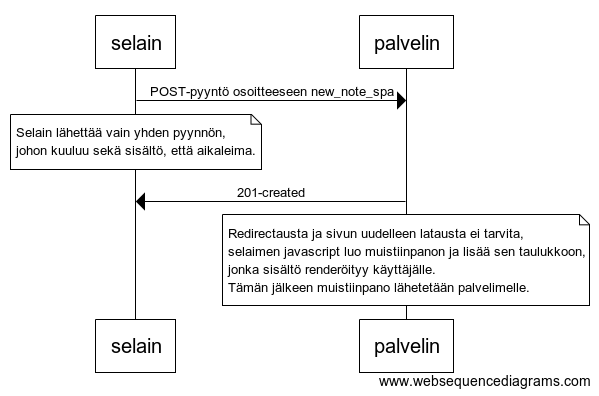 selain
palvelin
POST-pyyntö osoitteeseen new_note_spa
Selain lähettää vain yhden pyynnön,
johon kuuluu sekä sisältö, että aikaleima.
201-created
Redirectausta ja sivun uudelleen latausta ei tarvita,
selaimen javascript luo muistiinpanon ja lisää sen taulukkoon,
jonka sisältö renderöityy käyttäjälle.
Tämän jälkeen muistiinpano lähetetään palvelimelle.
selain
palvelin
www.websequencediagrams.com